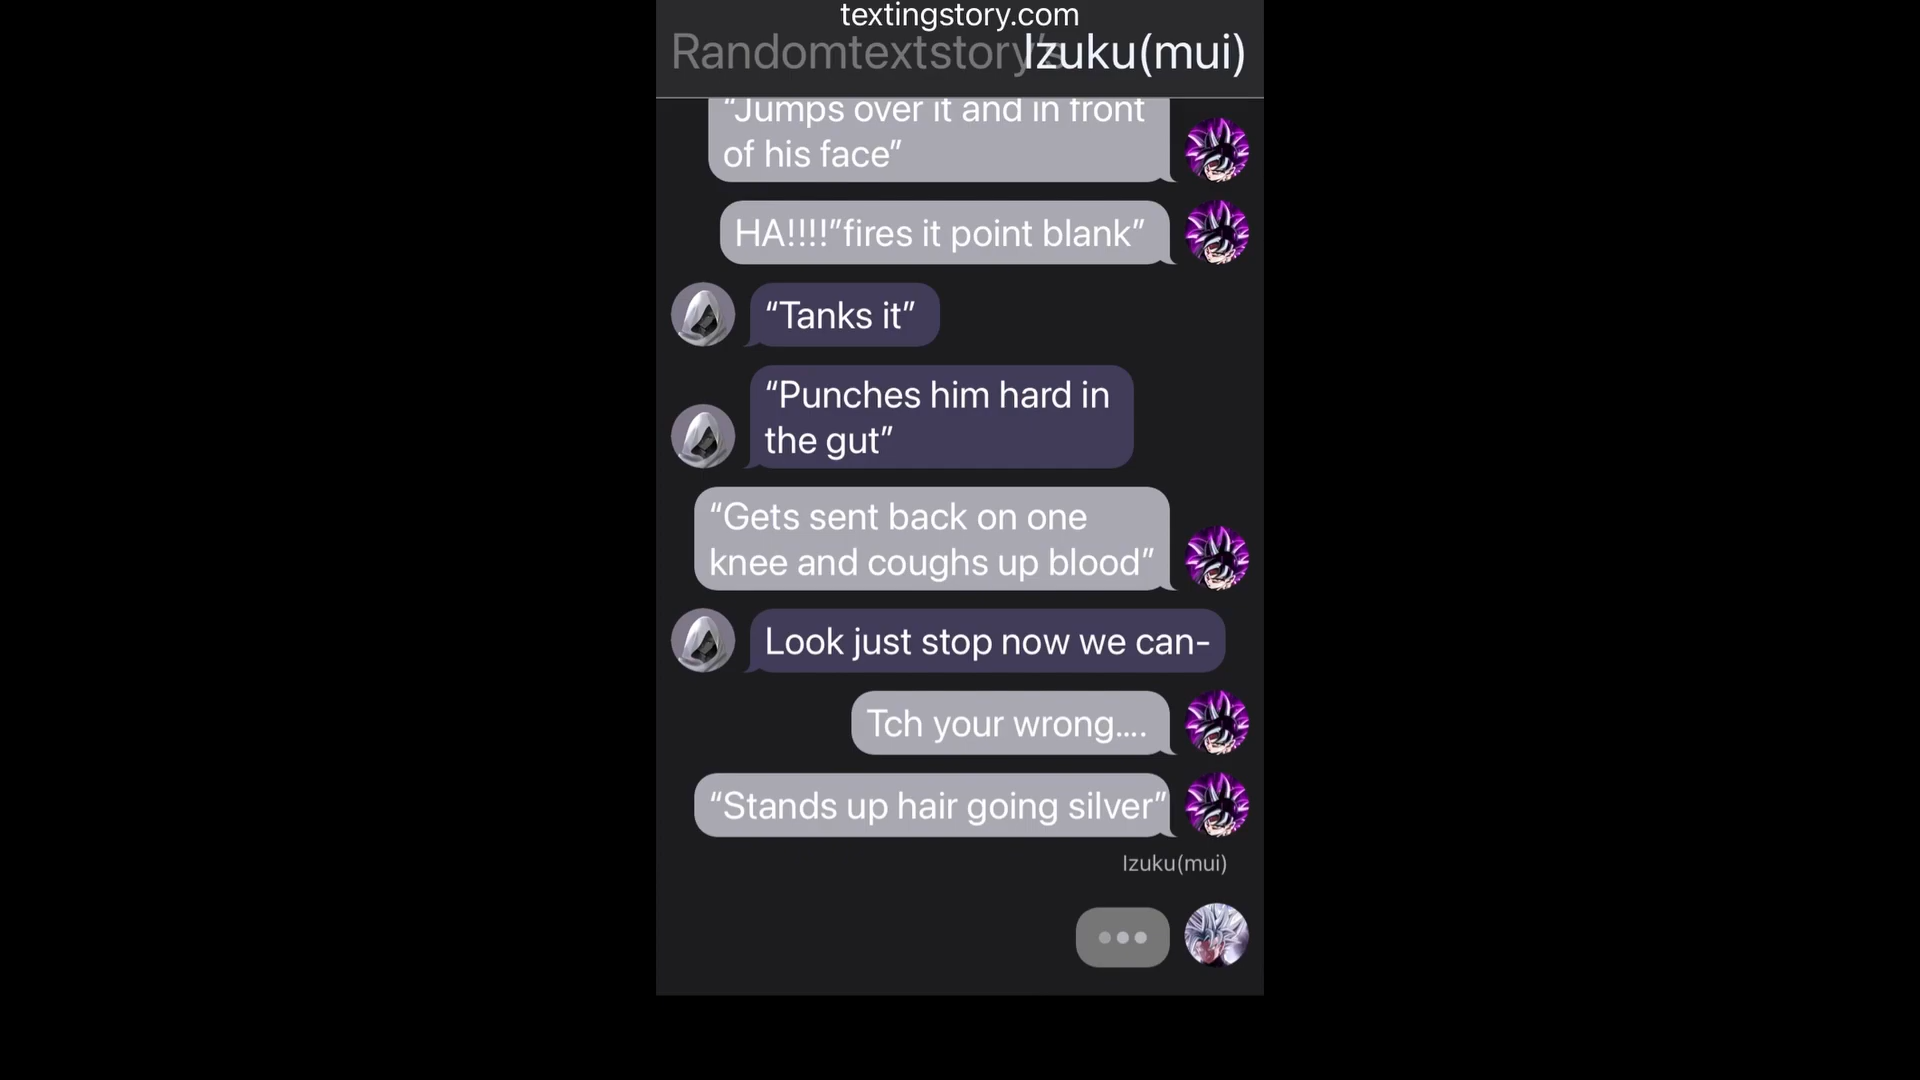 textingstory.com
Randomtextstory's Izuku(mui)
“Jumps over it and in front
of his face”
HA!!!!”fires it point blank”
“Tanks it”
“Punches him hard in
the gut”
“Gets sent back on one
knee and coughs up blood”
Look just stop now we can-
Tch your wrong....
“Stands up hair going silver”
Izuku(mui)